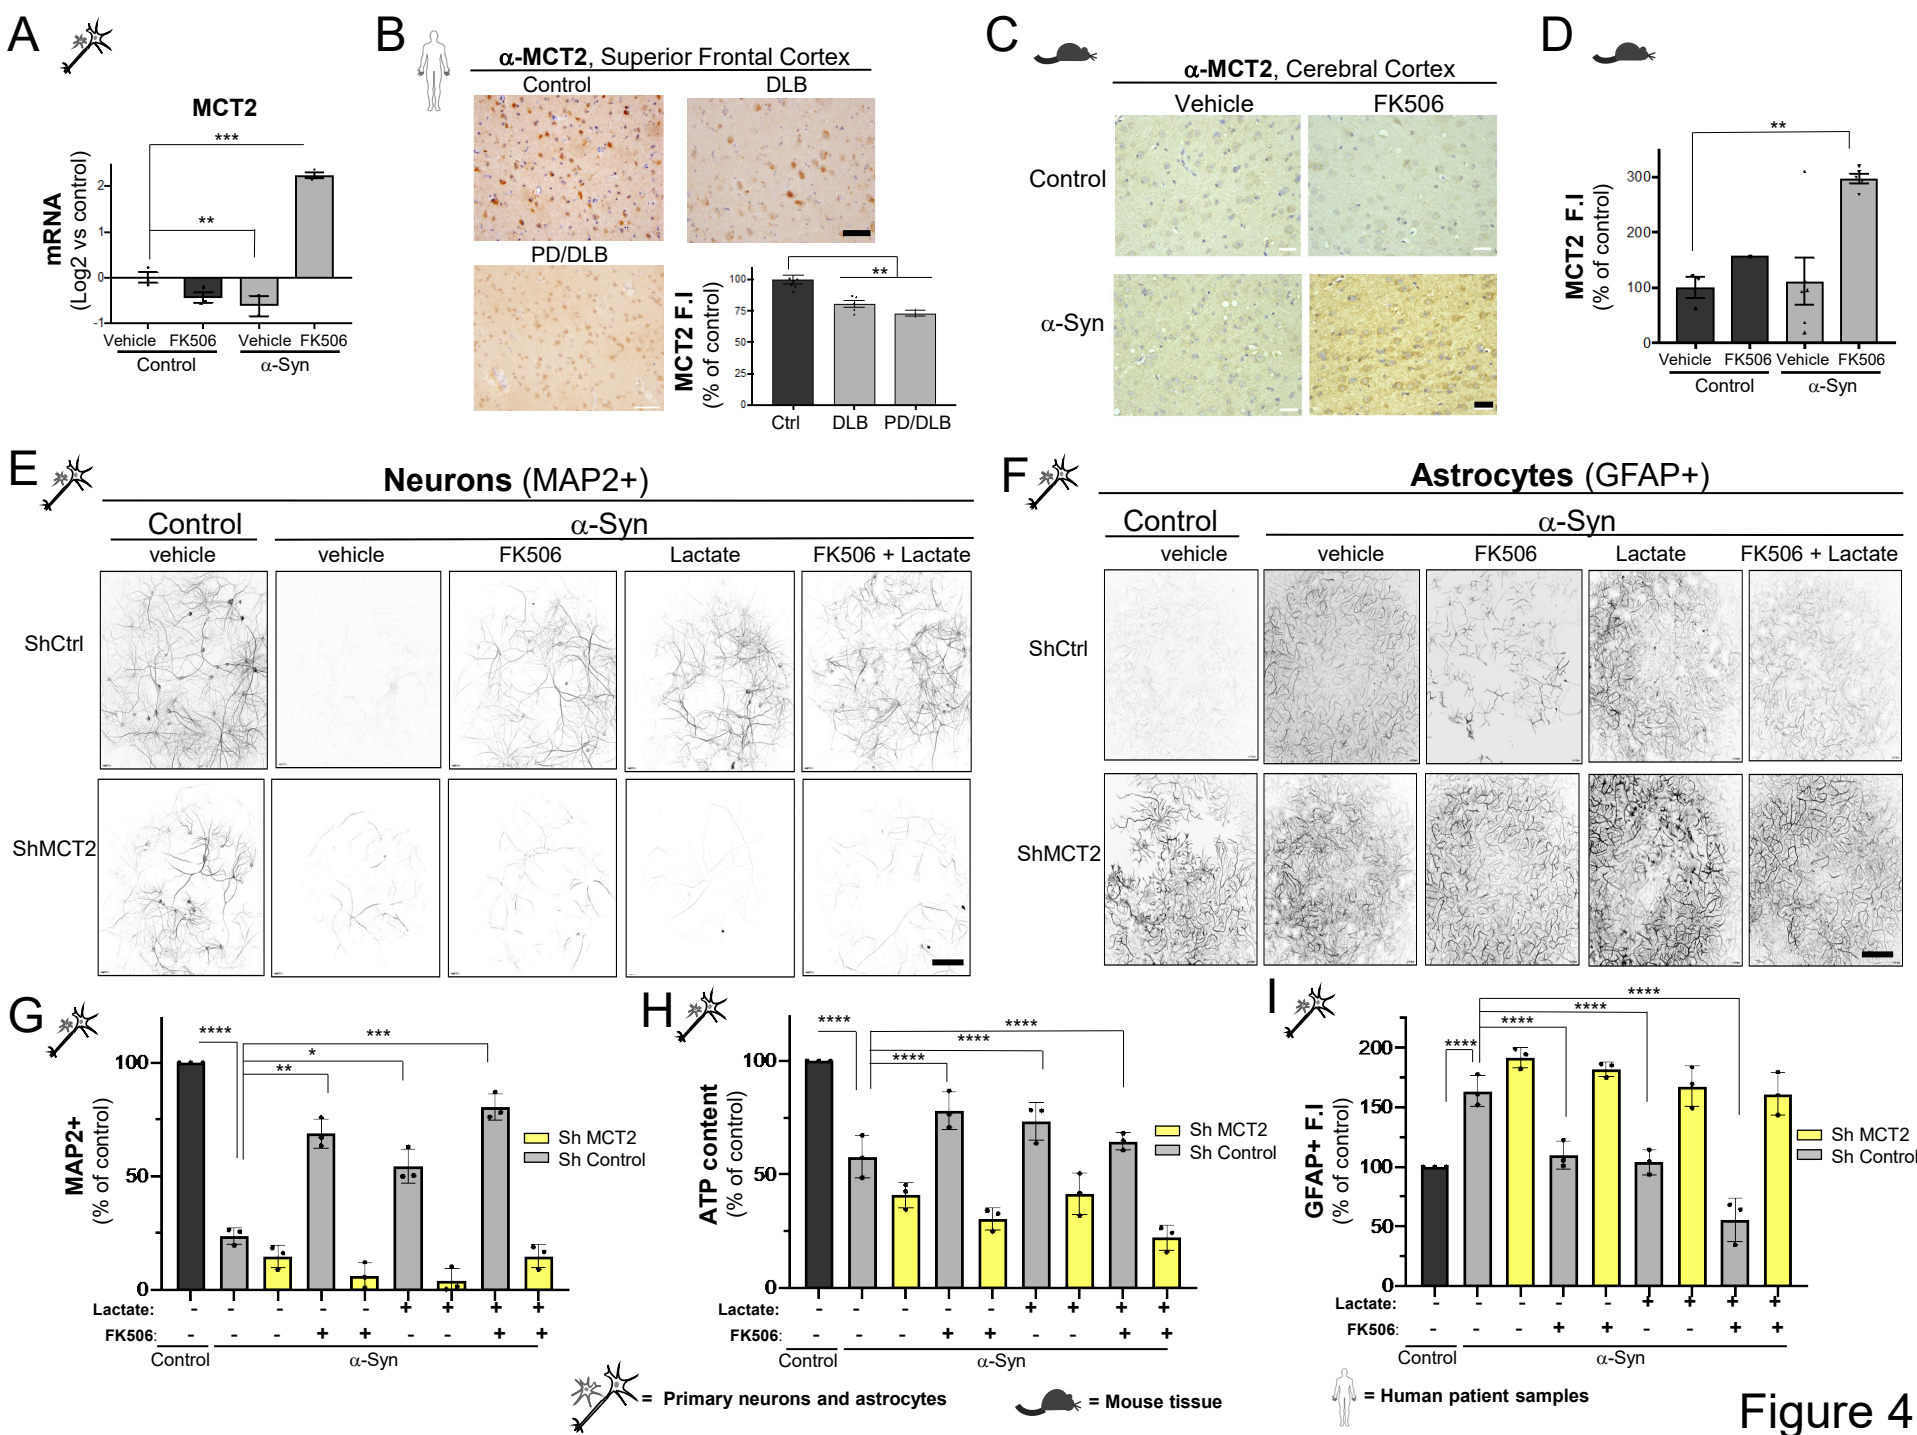 A
MCT2
***
**
mRNA
(Log2 vs control)
2
1
0
-1
Vehicle FK506 Vehicle FK506
Control α-Syn
B
α-MCT2, Superior Frontal Cortex
Control DLB
PD/DLB
MCT2 F.I
(% of control)
100
75
50
25
0
**
Ctrl DLB PD/DLB
C
α-MCT2, Cerebral Cortex
Vehicle FK506
Control
α-Syn
D
**
MCT2 F.I
(% of control)
300
200
100
0
Vehicle FK506 Vehicle FK506
Control α-Syn
E
Neurons (MAP2+)
Control α-Syn
vehicle vehicle FK506 Lactate FK506 + Lactate
ShCtrl
ShMCT2
F
Astrocytes (GFAP+)
Control α-Syn
vehicle vehicle FK506 Lactate FK506 + Lactate
ShCtrl
ShMCT2
G
MAP2+
(% of control)
100
50
0
****
***
*
**
Sh MCT2
Sh Control
Lactate: - - - - - + + + +
FK506: - - - + + - - + +
Control α-Syn
H
ATP content
(% of control)
100
50
0
****
****
****
****
Sh MCT2
Sh Control
Lactate: - - - - - + + + +
FK506: - - - + + - - + +
Control α-Syn
I
GFAP+ F.I
(% of control)
200
150
100
50
0
****
****
****
****
Sh MCT2
Sh Control
Lactate: - - - - - + + + +
FK506: - - - + + - - + +
Control α-Syn
= Primary neurons and astrocytes
= Mouse tissue
= Human patient samples
Figure 4